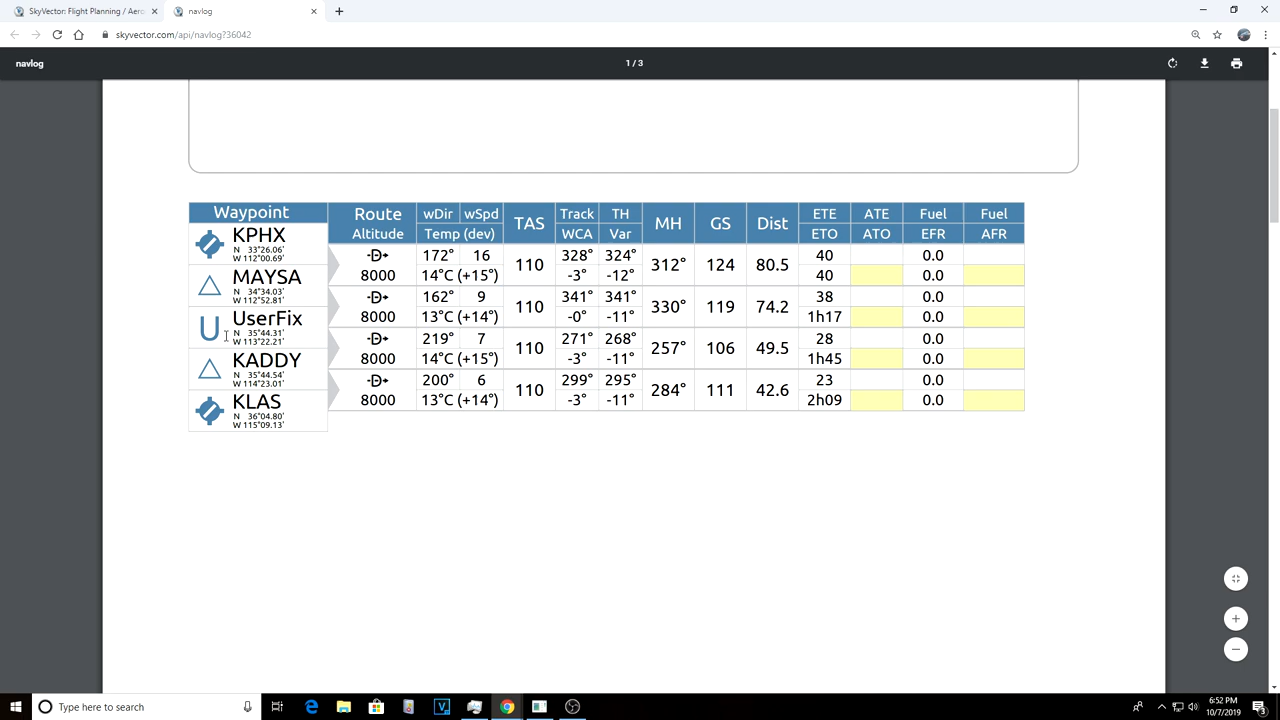 SkyVector: Flight Planning / Aero
navlog
skyvector.com/api/navlog?36042
navlog
1 / 3
Waypoint Route wDir wSpd TAS Track TH MH GS Dist ETE ATE Fuel Fuel
Altitude Temp (dev) WCA Var ETO ATO EFR AFR
KPHX
N 33°26.06'
W 112°00.69'
-D→ 172° 16 110 328° 324° 312° 124 80.5 40 0.0
8000 14°C (+15°) -3° -12° 40 0.0
MAYSA
N 34°34.03'
W 112°52.81'
-D→ 162° 9 110 341° 341° 330° 119 74.2 38 0.0
8000 13°C (+14°) -0° -11° 1h17 0.0
U UserFix
N 35°44.31'
W 113°22.21'
-D→ 219° 7 110 271° 268° 257° 106 49.5 28 0.0
8000 14°C (+15°) -3° -11° 1h45 0.0
KADDY
N 35°44.54'
W 114°23.01'
-D→ 200° 6 110 299° 295° 284° 111 42.6 23 0.0
8000 13°C (+14°) -3° -11° 2h09 0.0
KLAS
N 36°04.80'
W 115°09.13'
Type here to search
6:52 PM
10/7/2019
3